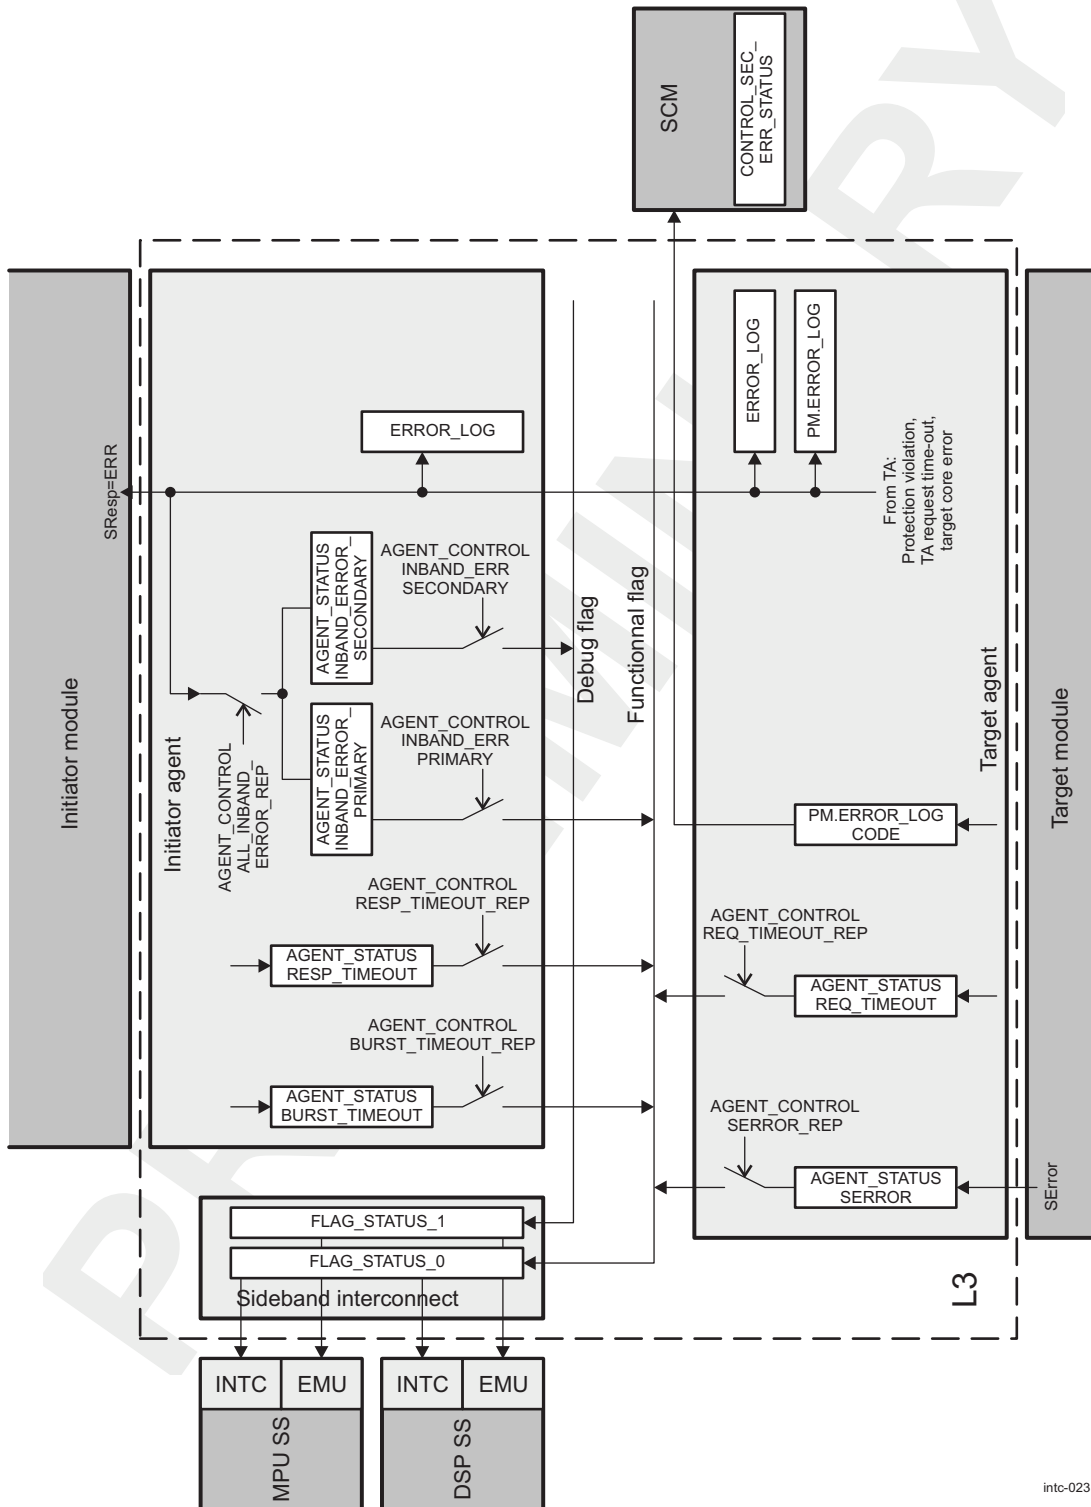 SCM
CONTROL_SEC_
ERR_STATUS
Initiator module
SResp=ERR
Initiator agent
ERROR_LOG
AGENT_STATUS
INBAND_ERROR_
SECONDARY
AGENT_CONTROL
INBAND_ERR
SECONDARY
AGENT_CONTROL
ALL_INBAND_
ERROR_REP
AGENT_STATUS
INBAND_ERROR_
PRIMARY
AGENT_CONTROL
INBAND_ERR
PRIMARY
AGENT_CONTROL
RESP_TIMEOUT_REP
AGENT_STATUS
RESP_TIMEOUT
AGENT_CONTROL
BURST_TIMEOUT_REP
AGENT_STATUS
BURST_TIMEOUT
Debug flag
Functionnal flag
ERROR_LOG
PM.ERROR_LOG
From TA:
Protection violation,
TA request time-out,
target core error
Target agent
Target module
PM.ERROR_LOG
CODE
AGENT_CONTROL
REQ_TIMEOUT_REP
AGENT_STATUS
REQ_TIMEOUT
AGENT_CONTROL
SERROR_REP
AGENT_STATUS
SERROR
SError
FLAG_STATUS_1
FLAG_STATUS_0
Sideband interconnect
L3
INTC
EMU
MPU SS
INTC
EMU
DSP SS
intc-023
PRELIMINARY